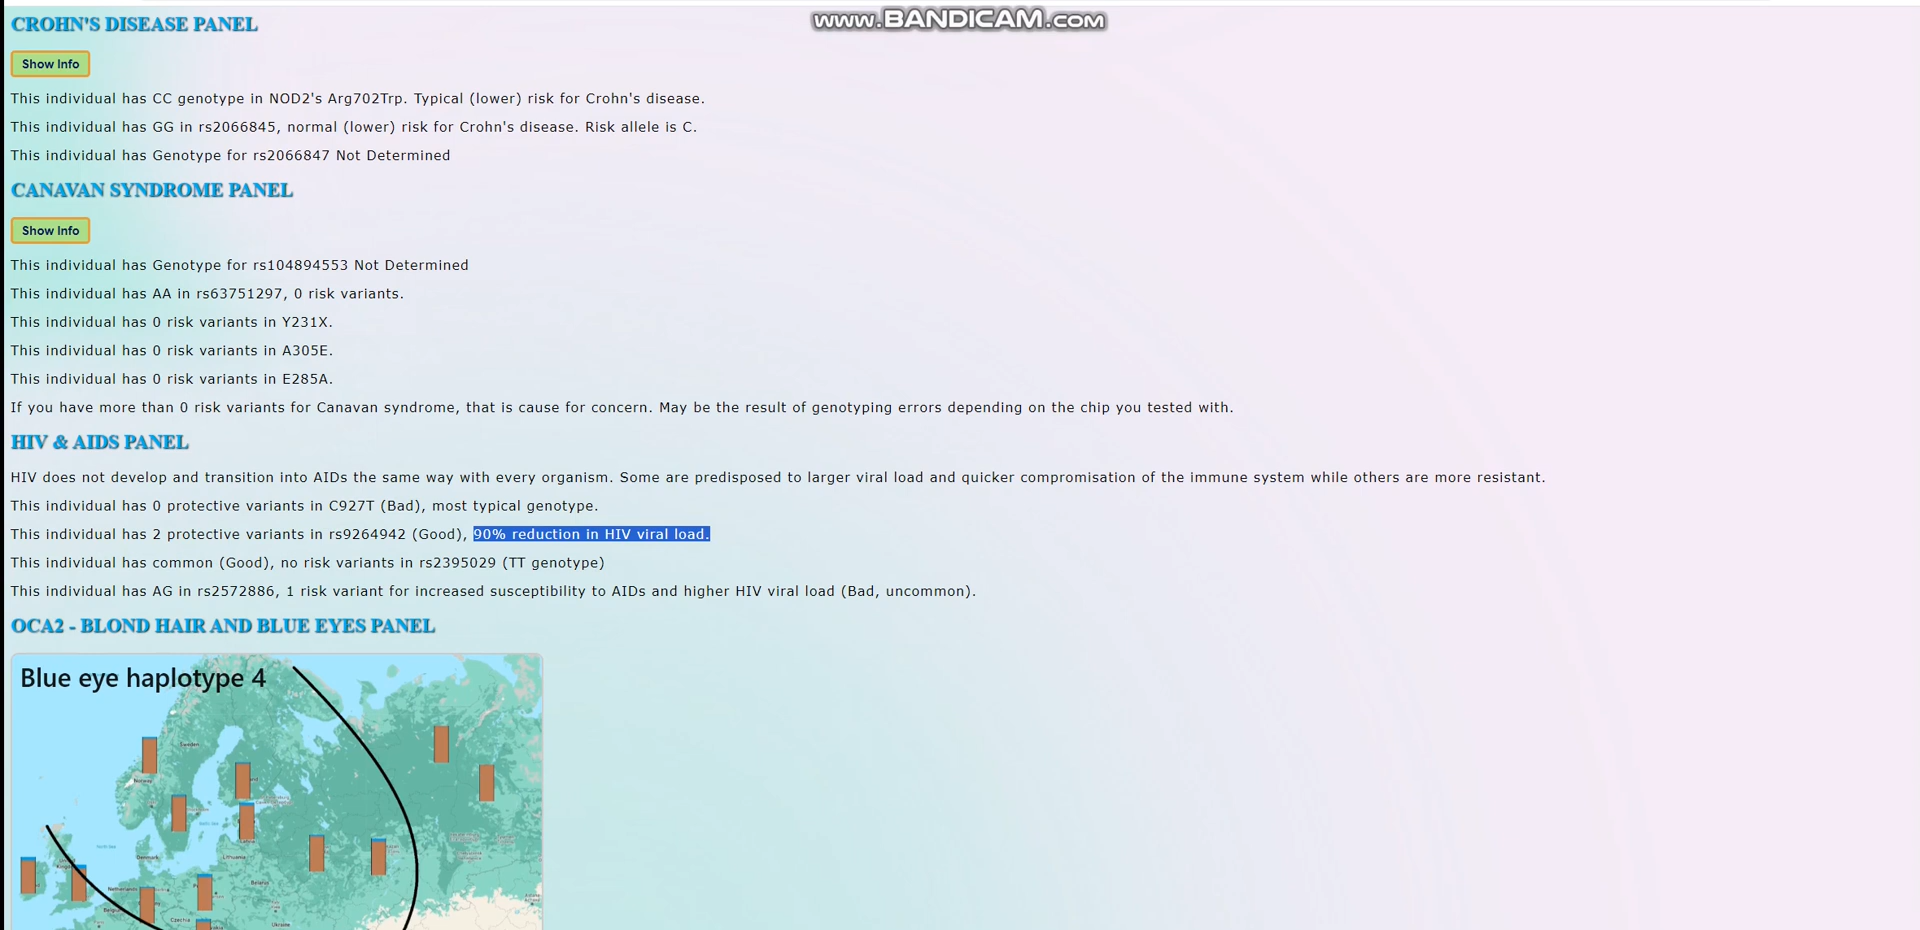 www.BANDICAM.com
CROHN'S DISEASE PANEL
Show Info
This individual has CC genotype in NOD2's Arg702Trp. Typical (lower) risk for Crohn's disease.
This individual has GG in rs2066845, normal (lower) risk for Crohn's disease. Risk allele is C.
This individual has Genotype for rs2066847 Not Determined
CANAVAN SYNDROME PANEL
Show Info
This individual has Genotype for rs104894553 Not Determined
This individual has AA in rs63751297, 0 risk variants.
This individual has 0 risk variants in Y231X.
This individual has 0 risk variants in A305E.
This individual has 0 risk variants in E285A.
If you have more than 0 risk variants for Canavan syndrome, that is cause for concern. May be the result of genotyping errors depending on the chip you tested with.
HIV & AIDS PANEL
HIV does not develop and transition into AIDs the same way with every organism. Some are predisposed to larger viral load and quicker compromisation of the immune system while others are more resistant.
This individual has 0 protective variants in C927T (Bad), most typical genotype.
This individual has 2 protective variants in rs9264942 (Good), 90% reduction in HIV viral load.
This individual has common (Good), no risk variants in rs2395029 (TT genotype)
This individual has AG in rs2572886, 1 risk variant for increased susceptibility to AIDs and higher HIV viral load (Bad, uncommon).
OCA2 - BLOND HAIR AND BLUE EYES PANEL
Blue eye haplotype 4
Sweden
Norway
Denmark
Lithuania
Netherlands
Belarus
Czechia
Ukraine